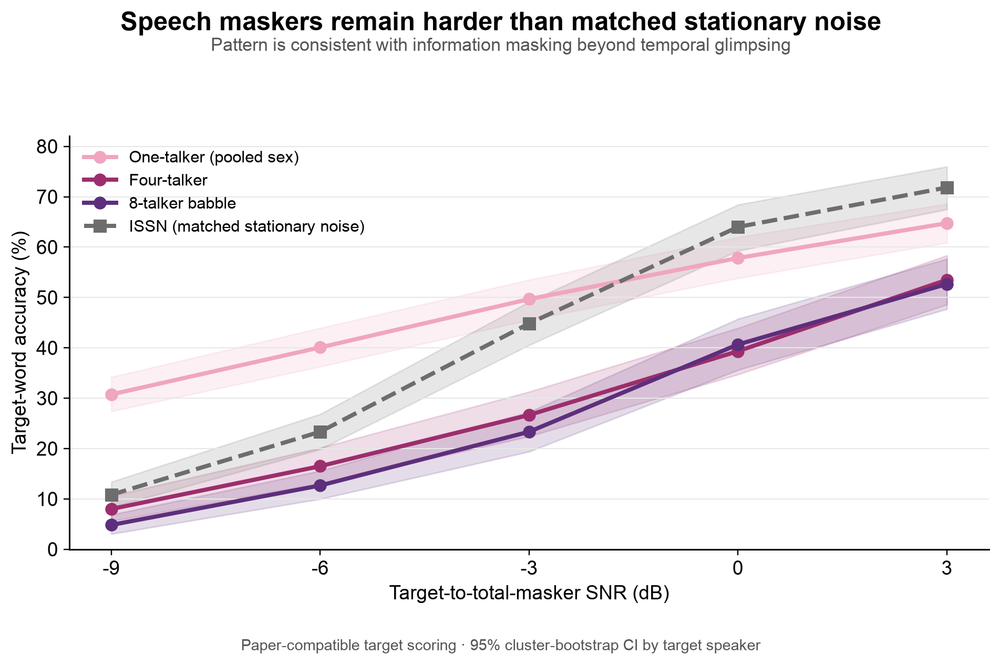 Speech maskers remain harder than matched stationary noise
Pattern is consistent with information masking beyond temporal glimpsing
80
70
60
50
40
30
20
10
0
Target-word accuracy (%)
One-talker (pooled sex)
Four-talker
8-talker babble
ISSN (matched stationary noise)
-9 -6 -3 0 3
Target-to-total-masker SNR (dB)
Paper-compatible target scoring · 95% cluster-bootstrap CI by target speaker